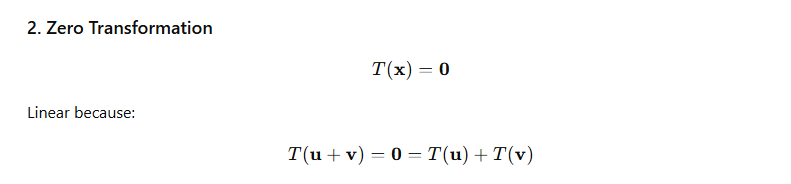 2. Zero Transformation
T(x) = 0
Linear because:
T(u + v) = 0 = T(u) + T(v)